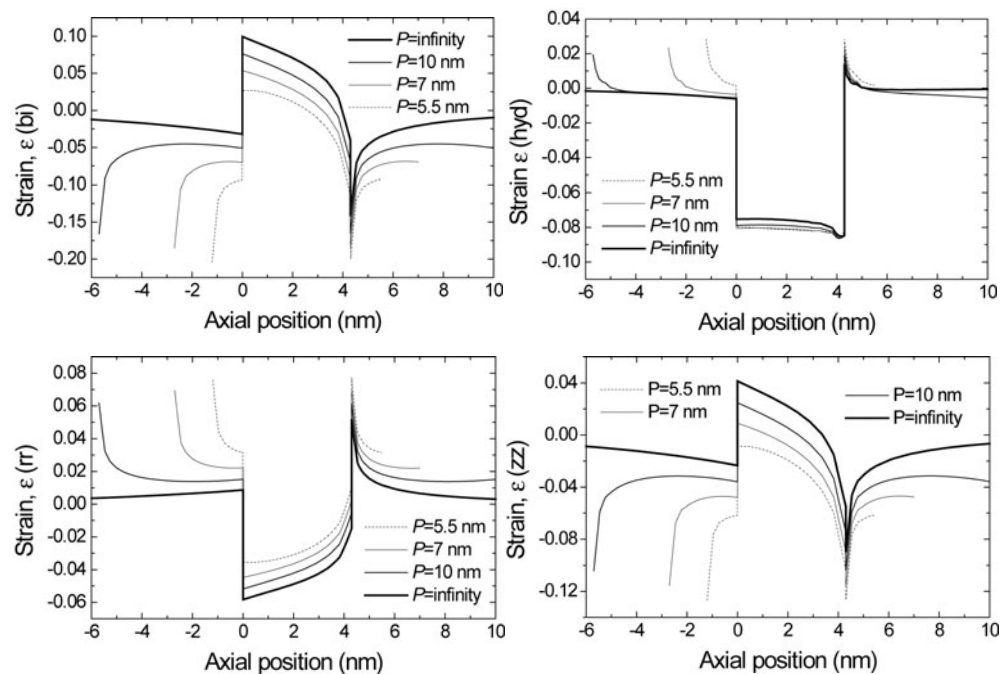 Strain, ε (bi)
0.10
0.05
0.00
-0.05
-0.10
-0.15
-0.20
P=infinity
P=10 nm
P=7 nm
P=5.5 nm
-6 -4 -2 0 2 4 6 8 10
Axial position (nm)
Strain ε (hyd)
0.04
0.02
0.00
-0.02
-0.04
-0.06
-0.08
-0.10
P=5.5 nm
P=7 nm
P=10 nm
P=infinity
-6 -4 -2 0 2 4 6 8 10
Axial position (nm)
Strain, ε (rr)
0.08
0.06
0.04
0.02
0.00
-0.02
-0.04
-0.06
P=5.5 nm
P=7 nm
P=10 nm
P=infinity
-6 -4 -2 0 2 4 6 8 10
Axial position (nm)
Strain, ε (zz)
0.04
0.00
-0.04
-0.08
-0.12
P=5.5 nm
P=7 nm
P=10 nm
P=infinity
-6 -4 -2 0 2 4 6 8 10
Axial position (nm)